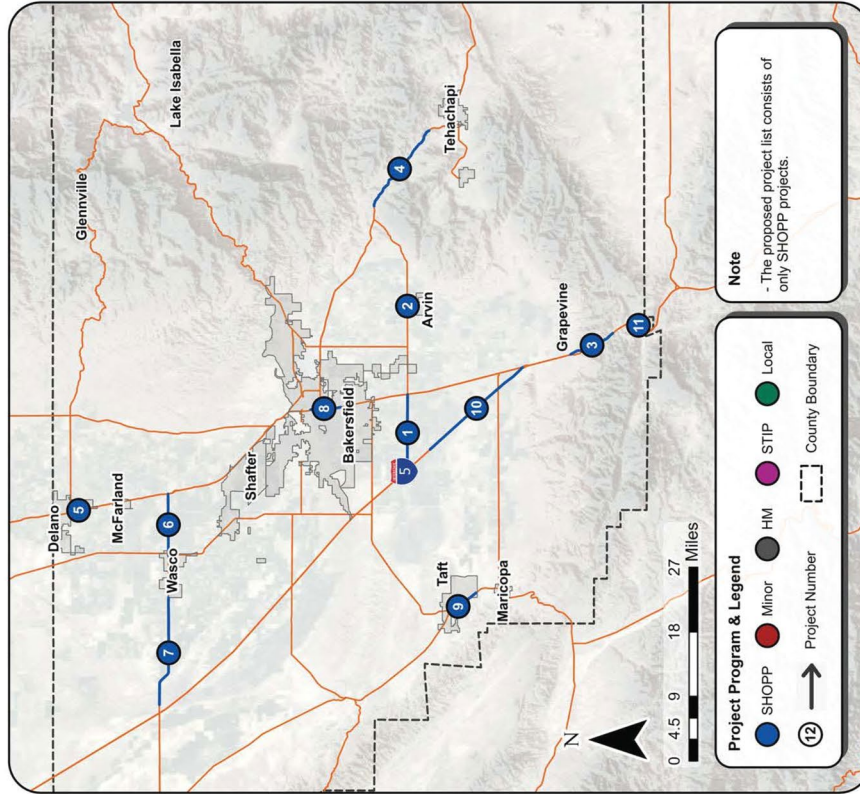 Glennville
Lake Isabella
Delano
5
McFarland
6
Wasco
7
Shafter
8
Bakersfield
4
Tehachapi
2
Arvin
1
5
10
Grapevine
3
11
Taft
9
Maricopa
N
0 4.5 9 18 27
Miles
Project Program & Legend
SHOPP Minor HM STIP Local
12 Project Number County Boundary
Note
- The proposed project list consists of
only SHOPP projects.